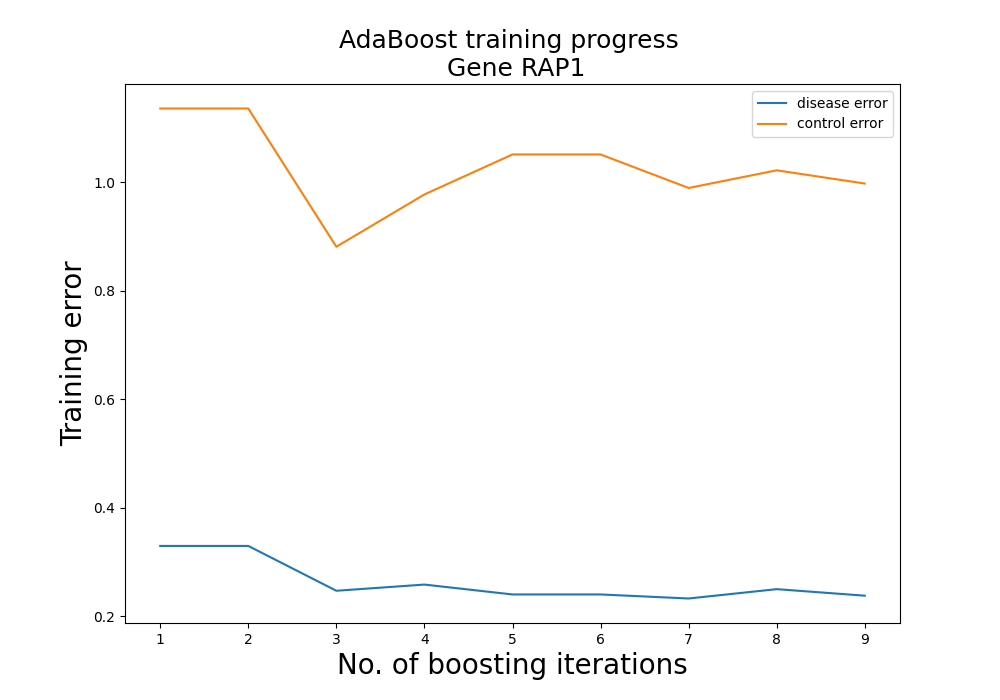 AdaBoost training progress
Gene RAP1
disease error
control error
Training error
1.0
0.8
0.6
0.4
0.2
1 2 3 4 5 6 7 8 9
No. of boosting iterations